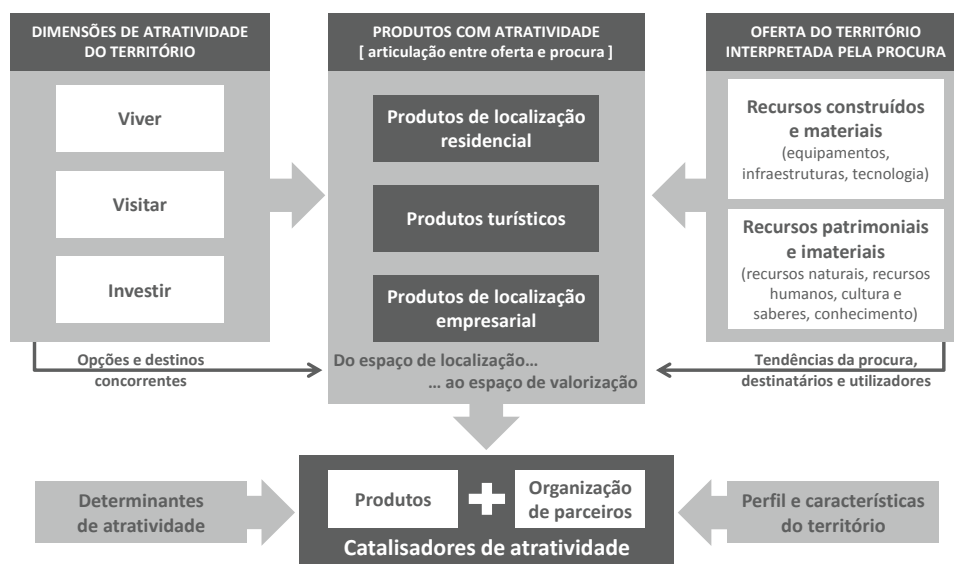 DIMENSÕES DE ATRATIVIDADE
DO TERRITÓRIO
Viver
Visitar
Investir
Opções e destinos
concorrentes
PRODUTOS COM ATRATIVIDADE
[ articulação entre oferta e procura ]
Produtos de localização
residencial
Produtos turísticos
Produtos de localização
empresarial
Do espaço de localização...
... ao espaço de valorização
OFERTA DO TERRITÓRIO
INTERPRETADA PELA PROCURA
Recursos construídos
e materiais
(equipamentos,
infraestruturas, tecnologia)
Recursos patrimoniais
e imateriais
(recursos naturais, recursos
humanos, cultura e
saberes, conhecimento)
Tendências da procura,
destinatários e utilizadores
Determinantes
de atratividade
Produtos
Organização
de parceiros
Catalisadores de atratividade
Perfil e características
do território